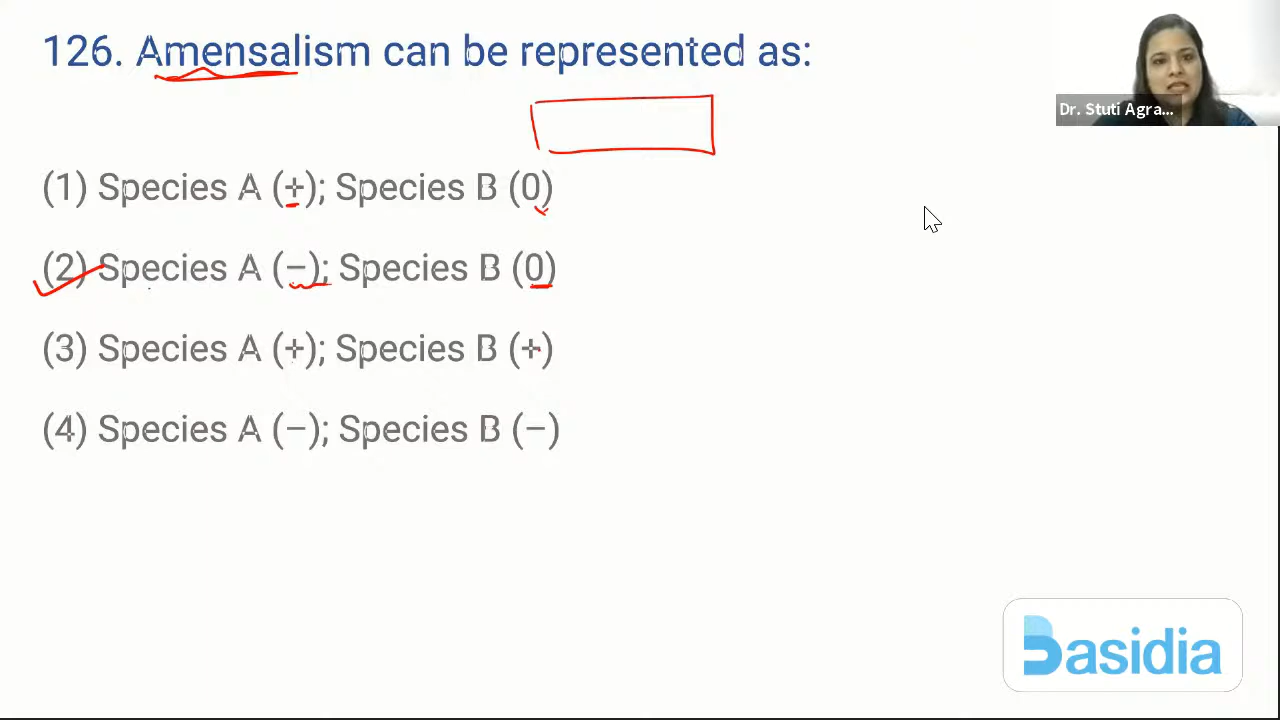 126. Amensalism can be represented as:
Dr. Stuti Agra...
(1) Species A (+); Species B (0)
(2) Species A (−); Species B (0)
(3) Species A (+); Species B (+)
(4) Species A (−); Species B (−)
Basidia